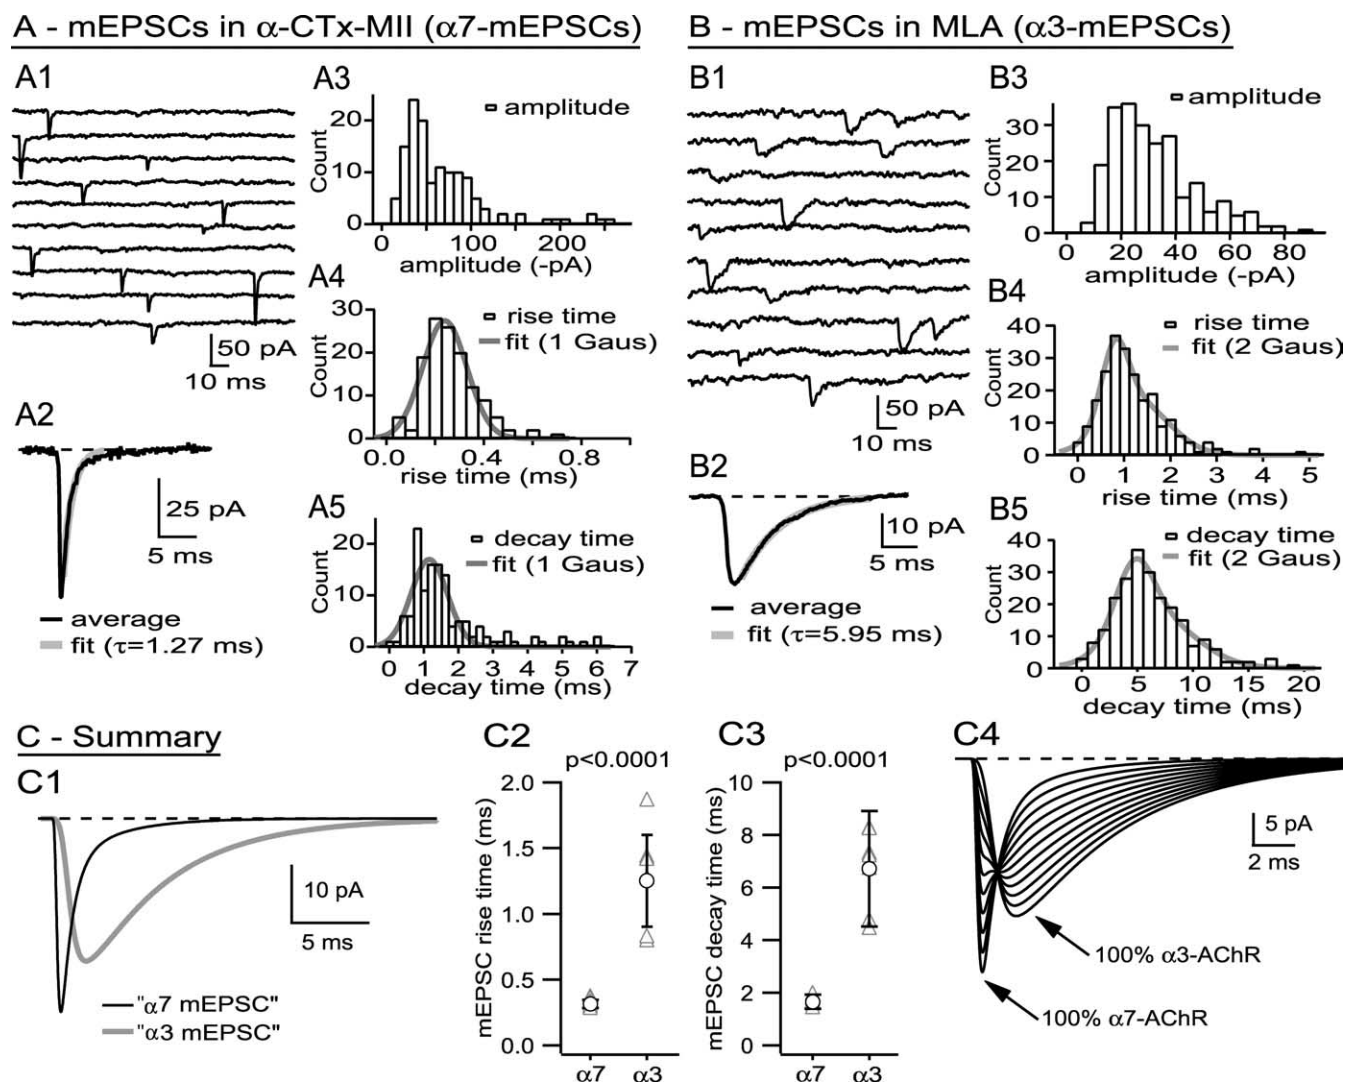 A - mEPSCs in α-CTx-MII (α7-mEPSCs)
A1
50 pA
10 ms
A2
25 pA
5 ms
average
fit (τ=1.27 ms)
A3
amplitude
Count
20
10
0
0 100 200
amplitude (-pA)
A4
rise time
fit (1 Gaus)
Count
30
20
10
0
0.0 0.4 0.8
rise time (ms)
A5
decay time
fit (1 Gaus)
Count
20
10
0
0 1 2 3 4 5 6 7
decay time (ms)
B - mEPSCs in MLA (α3-mEPSCs)
B1
50 pA
10 ms
B2
10 pA
5 ms
average
fit (τ=5.95 ms)
B3
amplitude
Count
30
20
10
0
0 20 40 60 80
amplitude (-pA)
B4
rise time
fit (2 Gaus)
Count
40
30
20
10
0
0 1 2 3 4 5
rise time (ms)
B5
decay time
fit (2 Gaus)
Count
40
30
20
10
0
0 5 10 15 20
decay time (ms)
C - Summary
C1
10 pA
5 ms
"α7 mEPSC"
"α3 mEPSC"
C2
p<0.0001
mEPSC rise time (ms)
2.0
1.5
1.0
0.5
0.0
α7 α3
C3
p<0.0001
mEPSC decay time (ms)
10
8
6
4
2
0
α7 α3
C4
5 pA
2 ms
100% α3-AChR
100% α7-AChR